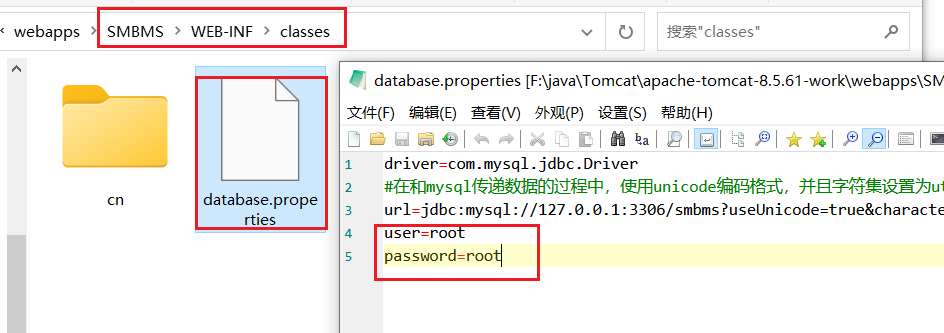 webapps > SMBMS > WEB-INF > classes
搜索"classes"
cn
database.prope
rties
database.properties [F:\java\Tomcat\apache-tomcat-8.5.61-work\webapps\SM
文件(F) 编辑(E) 查看(V) 外观(P) 设置(S) 帮助(H)
1 driver=com.mysql.jdbc.Driver
2 #在和mysql传递数据的过程中，使用unicode编码格式，并且字符集设置为ut
3 url=jdbc:mysql://127.0.0.1:3306/smbms?useUnicode=true&characte
4 user=root
5 password=root